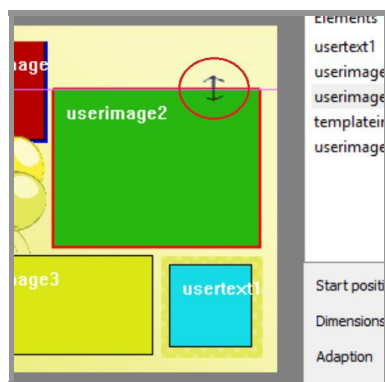 Elements
usertext1
userimage
userimage
templatein
userimage
age
userimage2
age3
usertext1
Start positi
Dimensions
Adaption